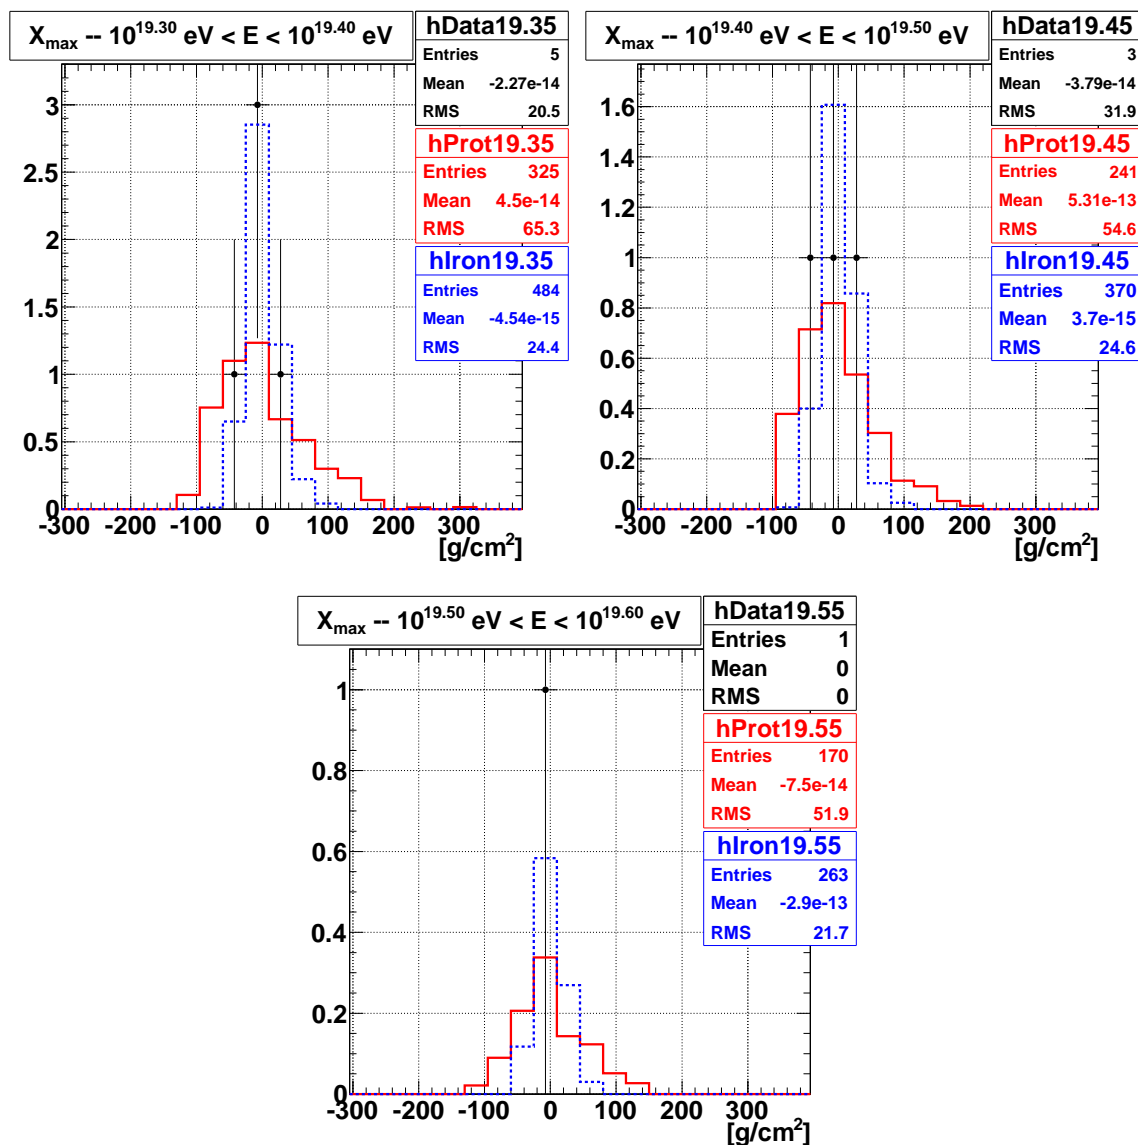 X_max -- 10^19.30 eV < E < 10^19.40 eV
hData19.35
Entries 5
Mean -2.27e-14
RMS 20.5
hProt19.35
Entries 325
Mean 4.5e-14
RMS 65.3
hIron19.35
Entries 484
Mean -4.54e-15
RMS 24.4
3
2.5
2
1.5
1
0.5
0
-300 -200 -100 0 100 200 300
[g/cm^2]
X_max -- 10^19.40 eV < E < 10^19.50 eV
hData19.45
Entries 3
Mean -3.79e-14
RMS 31.9
hProt19.45
Entries 241
Mean 5.31e-13
RMS 54.6
hIron19.45
Entries 370
Mean 3.7e-15
RMS 24.6
1.6
1.4
1.2
1
0.8
0.6
0.4
0.2
0
-300 -200 -100 0 100 200 300
[g/cm^2]
X_max -- 10^19.50 eV < E < 10^19.60 eV
hData19.55
Entries 1
Mean 0
RMS 0
hProt19.55
Entries 170
Mean -7.5e-14
RMS 51.9
hIron19.55
Entries 263
Mean -2.9e-13
RMS 21.7
1
0.8
0.6
0.4
0.2
0
-300 -200 -100 0 100 200 300
[g/cm^2]